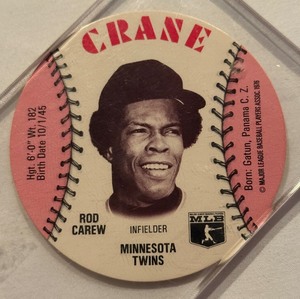 CRANE
Hgt. 6'-0" Wt. 182
Birth Date 10/1/45
Born: Gatun, Panama C. Z.
© MAJOR LEAGUE BASEBALL PLAYERS ASSOC. 1976
ROD
CAREW
INFIELDER
MLB
MINNESOTA
TWINS